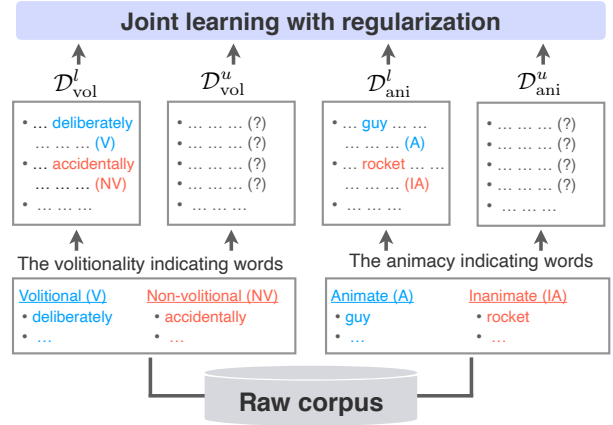 Joint learning with regularization
𝒟^l_vol 𝒟^u_vol 𝒟^l_ani 𝒟^u_ani
• ... deliberately
... ... ... (V)
• ... accidentally
... ... ... (NV)
• ... ... ...
• ... ... ... (?)
• ... ... ... (?)
• ... ... ... (?)
• ... ... ... (?)
• ... ... ...
• ... guy ... ...
... ... ... (A)
• ... rocket ... ...
... ... ... (IA)
• ... ... ...
• ... ... ... (?)
• ... ... ... (?)
• ... ... ... (?)
• ... ... ... (?)
• ... ... ...
The volitionality indicating words
Volitional (V) Non-volitional (NV)
• deliberately • accidentally
• ... • ...
The animacy indicating words
Animate (A) Inanimate (IA)
• guy • rocket
• ... • ...
Raw corpus